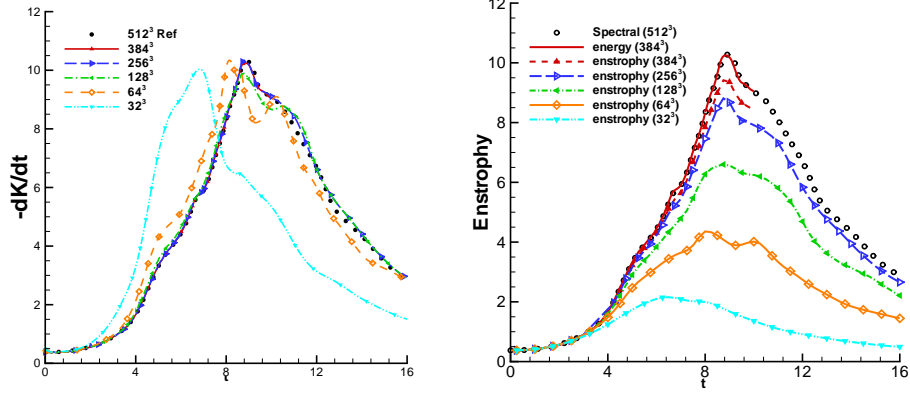 -dK/dt
512³ Ref
384³
256³
128³
64³
32³
12
10
8
6
4
2
0
0 4 8 12 16
t
Enstrophy
Spectral (512³)
energy (384³)
enstrophy (384³)
enstrophy (256³)
enstrophy (128³)
enstrophy (64³)
enstrophy (32³)
10
8
6
4
2
0
0 4 8 12 16
t